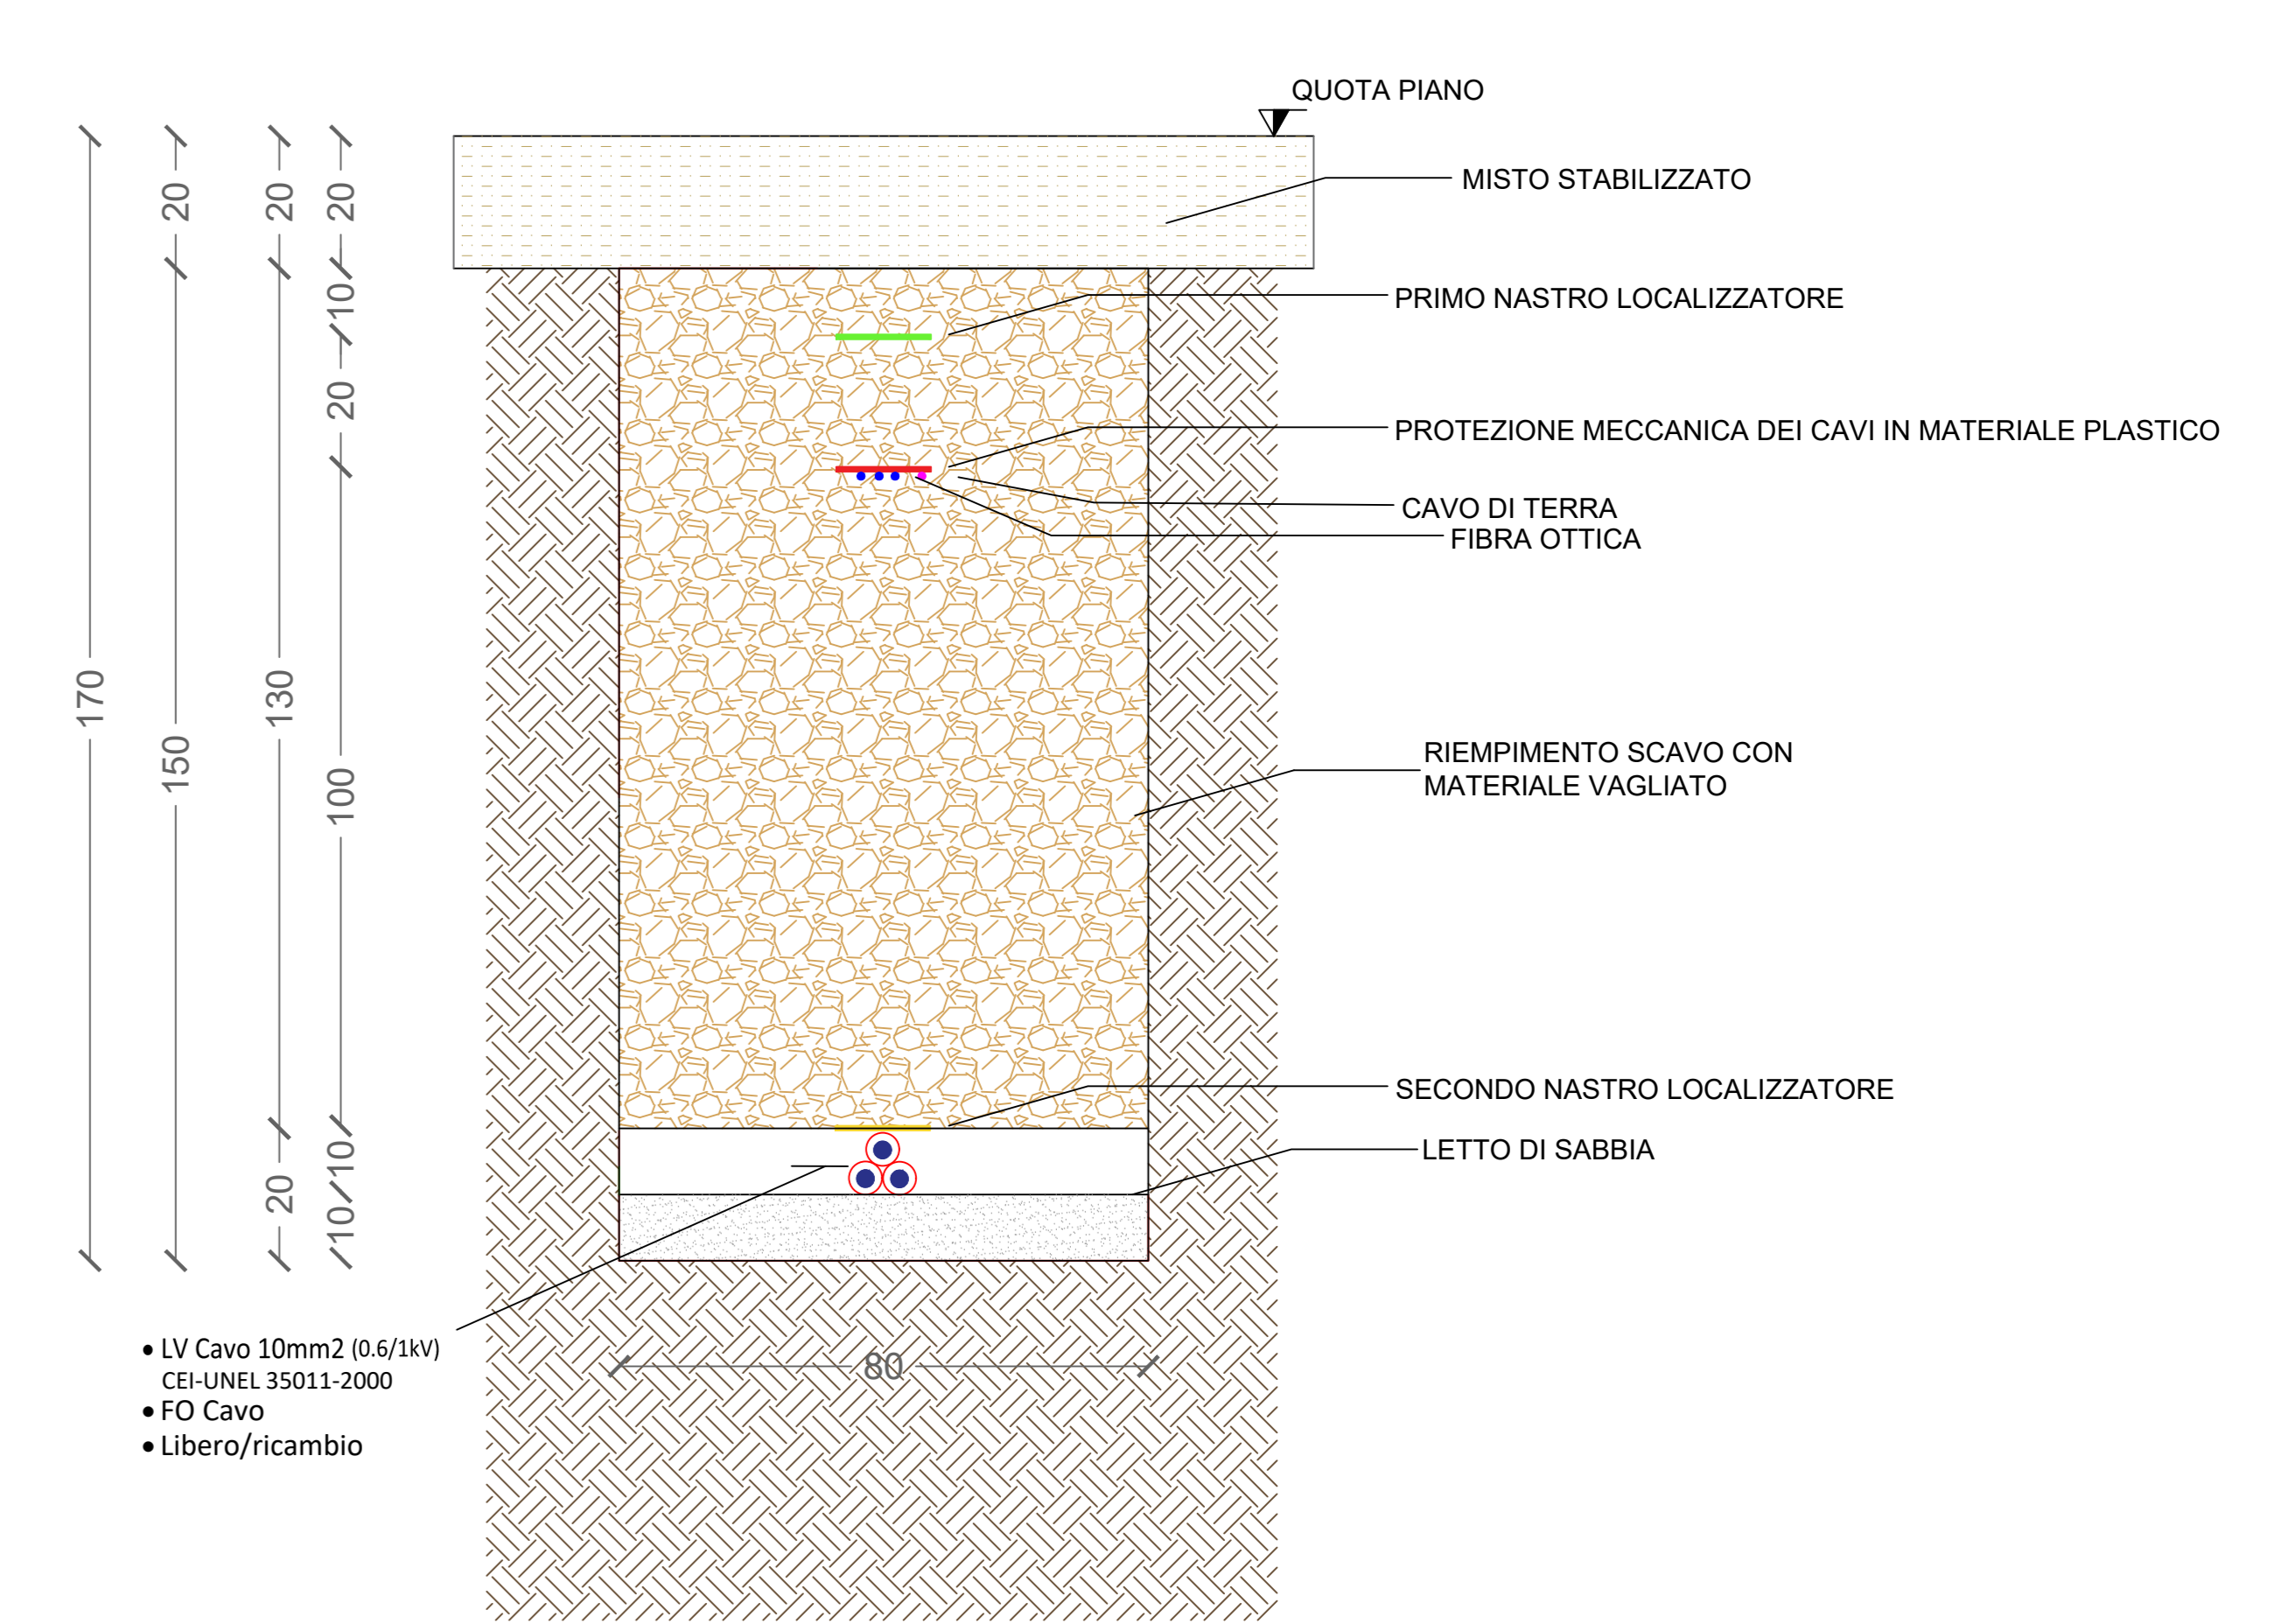 QUOTA PIANO
MISTO STABILIZZATO
PRIMO NASTRO LOCALIZZATORE
PROTEZIONE MECCANICA DEI CAVI IN MATERIALE PLASTICO
CAVO DI TERRA
FIBRA OTTICA
RIEMPIMENTO SCAVO CON
MATERIALE VAGLIATO
SECONDO NASTRO LOCALIZZATORE
LETTO DI SABBIA
170
20
150
20
130
20
20
10
20
100
10
10
80
• LV Cavo 10mm2 (0.6/1kV)
CEI-UNEL 35011-2000
• FO Cavo
• Libero/ricambio